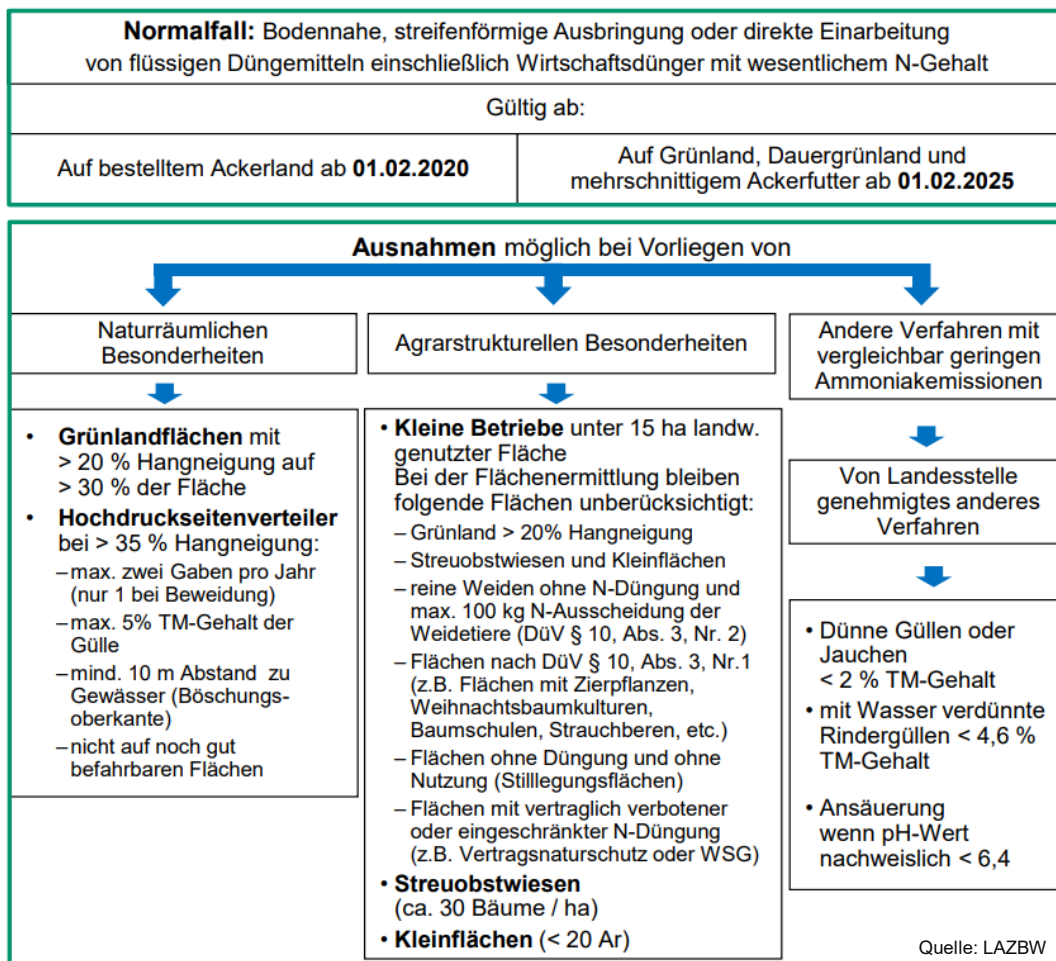 Normalfall: Bodennahe, streifenförmige Ausbringung oder direkte Einarbeitung
von flüssigen Düngemitteln einschließlich Wirtschaftsdünger mit wesentlichem N-Gehalt
Gültig ab:
Auf bestelltem Ackerland ab 01.02.2020
Auf Grünland, Dauergrünland und
mehrschnittigem Ackerfutter ab 01.02.2025
Ausnahmen möglich bei Vorliegen von
Naturräumlichen
Besonderheiten
• Grünlandflächen mit
> 20 % Hangneigung auf
> 30 % der Fläche
• Hochdruckseitenverteiler
bei > 35 % Hangneigung:
– max. zwei Gaben pro Jahr
(nur 1 bei Beweidung)
– max. 5% TM-Gehalt der
Gülle
– mind. 10 m Abstand zu
Gewässer (Böschungs-
oberkante)
– nicht auf noch gut
befahrbaren Flächen
Agrarstrukturellen Besonderheiten
• Kleine Betriebe unter 15 ha landw.
genutzter Fläche
Bei der Flächenermittlung bleiben
folgende Flächen unberücksichtigt:
– Grünland > 20% Hangneigung
– Streuobstwiesen und Kleinflächen
– reine Weiden ohne N-Düngung und
max. 100 kg N-Ausscheidung der
Weidetiere (DüV § 10, Abs. 3, Nr. 2)
– Flächen nach DüV § 10, Abs. 3, Nr.1
(z.B. Flächen mit Zierpflanzen,
Weihnachtsbaumkulturen,
Baumschulen, Strauchberen, etc.)
– Flächen ohne Düngung und ohne
Nutzung (Stilllegungsflächen)
– Flächen mit vertraglich verbotener
oder eingeschränkter N-Düngung
(z.B. Vertragsnaturschutz oder WSG)
• Streuobstwiesen
(ca. 30 Bäume / ha)
• Kleinflächen (< 20 Ar)
Andere Verfahren mit
vergleichbar geringen
Ammoniakemissionen
Von Landesstelle
genehmigtes anderes
Verfahren
• Dünne Güllen oder
Jauchen
< 2 % TM-Gehalt
• mit Wasser verdünnte
Rindergüllen < 4,6 %
TM-Gehalt
• Ansäuerung
wenn pH-Wert
nachweislich < 6,4
Quelle: LAZBW